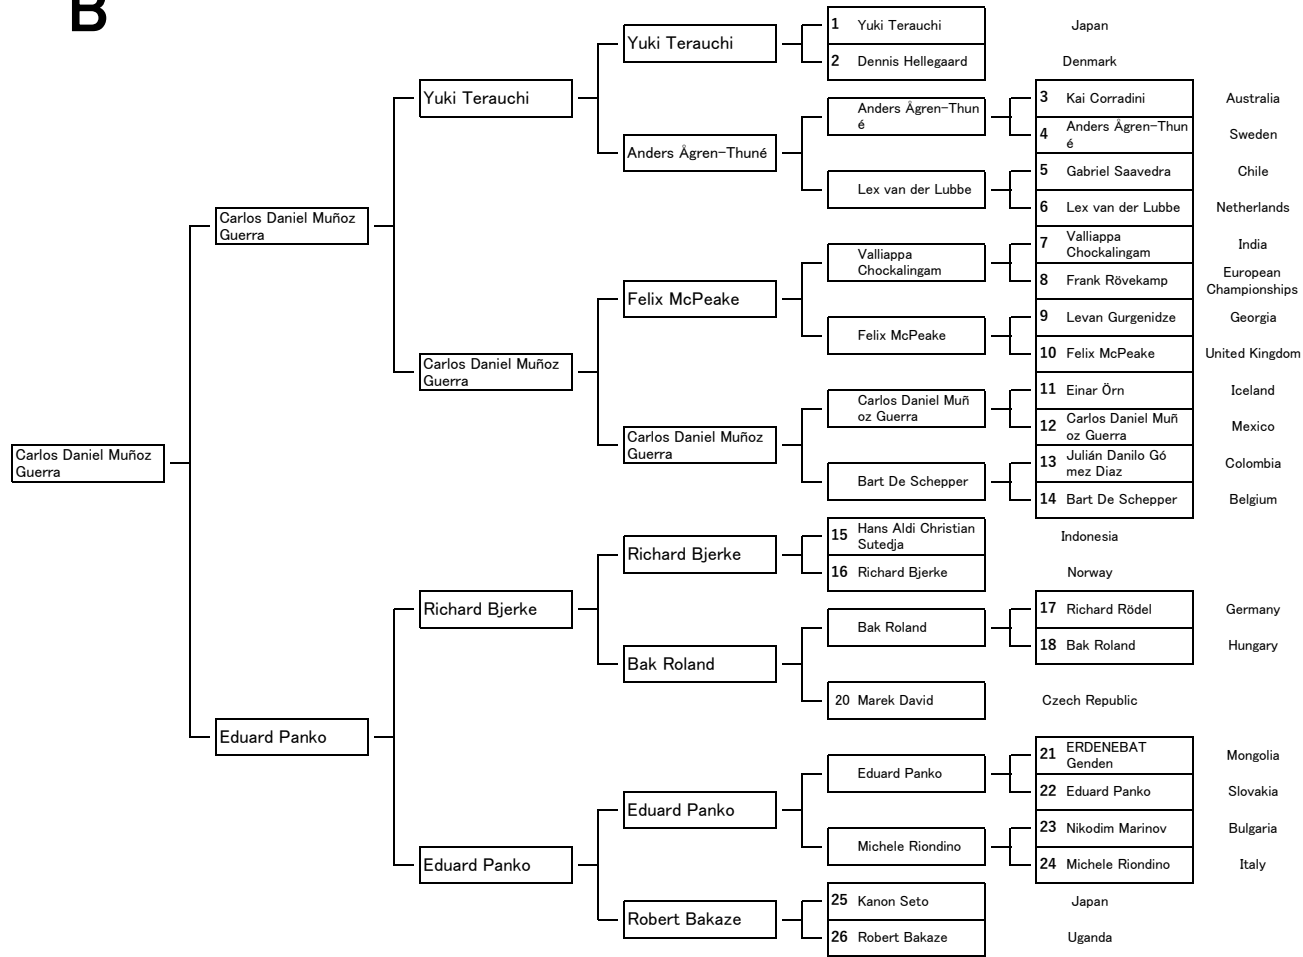 B
1 Yuki Terauchi Japan
Yuki Terauchi
2 Dennis Hellegaard Denmark
Yuki Terauchi
3 Kai Corradini Australia
Anders Ågren-Thun
é
4 Anders Ågren-Thun
é
Sweden
Anders Ågren-Thuné
5 Gabriel Saavedra Chile
Lex van der Lubbe
6 Lex van der Lubbe Netherlands
Carlos Daniel Muñoz
Guerra
7 Valliappa
Chockalingam
India
Valliappa
Chockalingam
8 Frank Rövekamp
European
Championships
Felix McPeake
9 Levan Gurgenidze Georgia
Felix McPeake
10 Felix McPeake United Kingdom
Carlos Daniel Muñoz
Guerra
11 Einar Örn Iceland
Carlos Daniel Muñ
oz Guerra
12 Carlos Daniel Muñ
oz Guerra
Mexico
Carlos Daniel Muñoz
Guerra
Carlos Daniel Muñoz
Guerra
13 Julián Danilo Gó
mez Diaz
Colombia
Bart De Schepper
14 Bart De Schepper Belgium
15 Hans Aldi Christian
Sutedja
Indonesia
Richard Bjerke
16 Richard Bjerke Norway
Richard Bjerke
17 Richard Rödel Germany
Bak Roland
18 Bak Roland Hungary
Bak Roland
20 Marek David Czech Republic
Eduard Panko
21 ERDENEBAT
Genden
Mongolia
Eduard Panko
22 Eduard Panko Slovakia
Eduard Panko
23 Nikodim Marinov Bulgaria
Michele Riondino
24 Michele Riondino Italy
Eduard Panko
25 Kanon Seto Japan
Robert Bakaze
26 Robert Bakaze Uganda